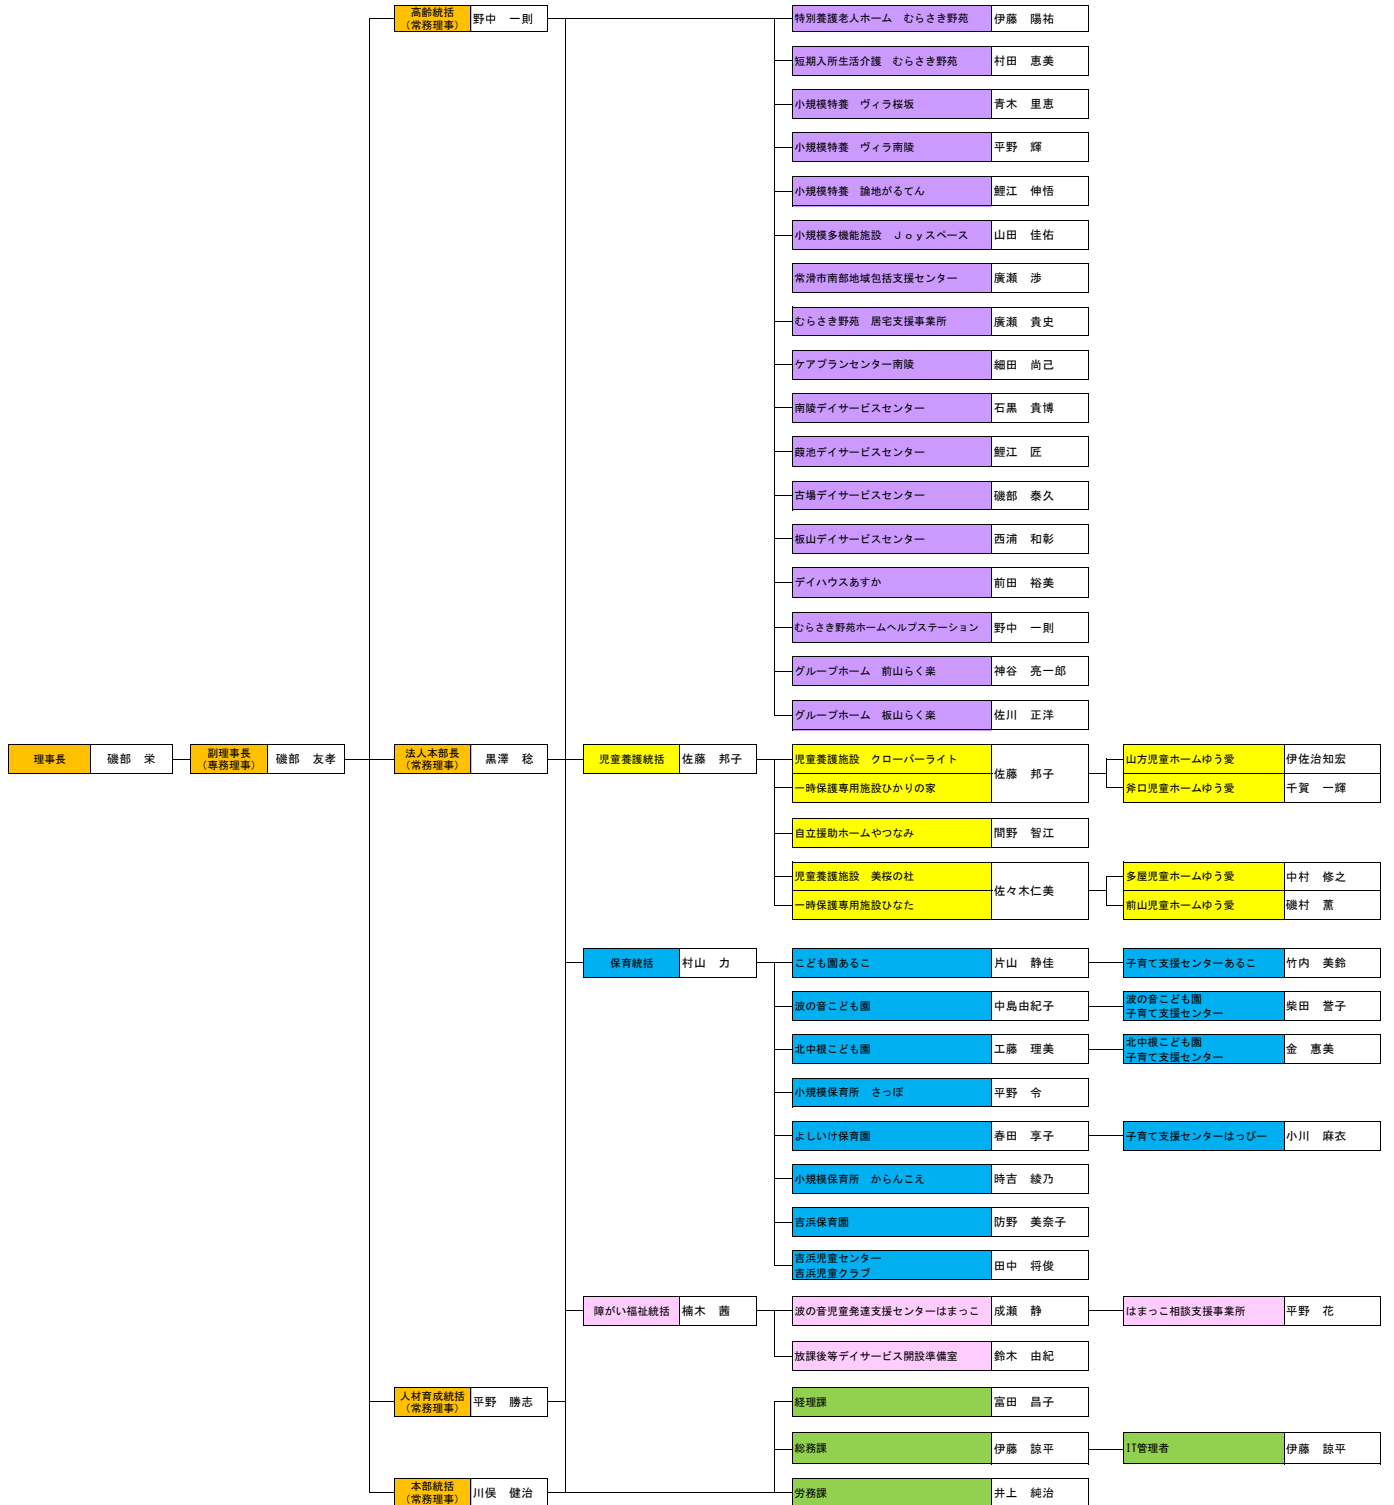 高齢統括
（常務理事）
野中　一則
特別養護老人ホーム　むらさき野苑
伊藤　陽祐
短期入所生活介護　むらさき野苑
村田　恵美
小規模特養　ヴィラ桜坂
青木　里恵
小規模特養　ヴィラ南陵
平野　輝
小規模特養　論地がるてん
鯉江　伸悟
小規模多機能施設　Ｊｏｙスペース
山田　佳佑
常滑市南部地域包括支援センター
廣瀬　渉
むらさき野苑　居宅支援事業所
廣瀬　貴史
ケアプランセンター南陵
細田　尚己
南陵デイサービスセンター
石黒　貴博
葭池デイサービスセンター
鯉江　匠
古場デイサービスセンター
磯部　泰久
板山デイサービスセンター
西浦　和彰
デイハウスあすか
前田　裕美
むらさき野苑ホームヘルプステーション
野中　一則
グループホーム　前山らく楽
神谷　亮一郎
グループホーム　板山らく楽
佐川　正洋
理事長
磯部　栄
副理事長
（専務理事）
磯部　友孝
法人本部長
（常務理事）
黒澤　稔
児童養護統括
佐藤　邦子
児童養護施設　クローバーライト
一時保護専用施設ひかりの家
佐藤　邦子
山方児童ホームゆう愛
伊佐治知宏
斧口児童ホームゆう愛
千賀　一輝
自立援助ホームやつなみ
間野　智江
児童養護施設　美桜の杜
一時保護専用施設ひなた
佐々木仁美
多屋児童ホームゆう愛
中村　修之
前山児童ホームゆう愛
磯村　薫
保育統括
村山　力
こども園あるこ
片山　静佳
子育て支援センターあるこ
竹内　美鈴
波の音こども園
中島由紀子
波の音こども園
子育て支援センター
柴田　誉子
北中根こども園
工藤　理美
北中根こども園
子育て支援センター
金　惠美
小規模保育所　さっぽ
平野　令
よしいけ保育園
春田　享子
子育て支援センターはっぴー
小川　麻衣
小規模保育所　からんこえ
時吉　綾乃
吉浜保育園
防野　美奈子
吉浜児童センター
吉浜児童クラブ
田中　将俊
障がい福祉統括
楠木　茜
波の音児童発達支援センターはまっこ
成瀬　静
はまっこ相談支援事業所
平野　花
放課後等デイサービス開設準備室
鈴木　由紀
人材育成統括
（常務理事）
平野　勝志
経理課
富田　昌子
総務課
伊藤　諒平
IT管理者
伊藤　諒平
本部統括
（常務理事）
川俣　健治
労務課
井上　純治